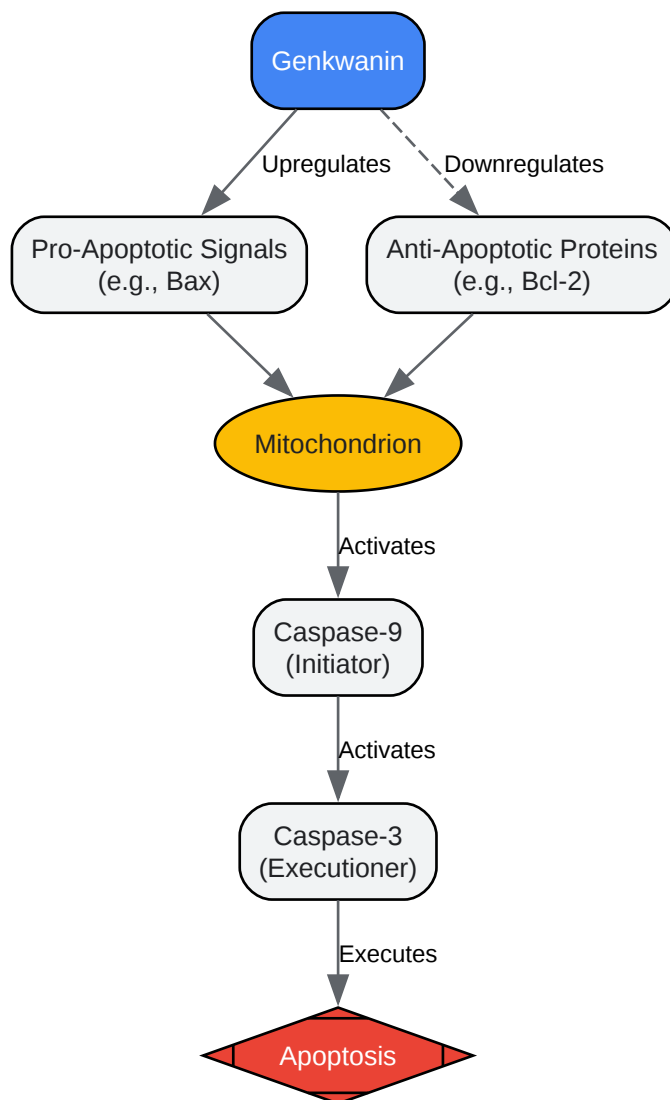 Genkwanin
Upregulates
Downregulates
Pro-Apoptotic Signals
(e.g., Bax)
Anti-Apoptotic Proteins
(e.g., Bcl-2)
Mitochondrion
Activates
Caspase-9
(Initiator)
Activates
Caspase-3
(Executioner)
Executes
Apoptosis